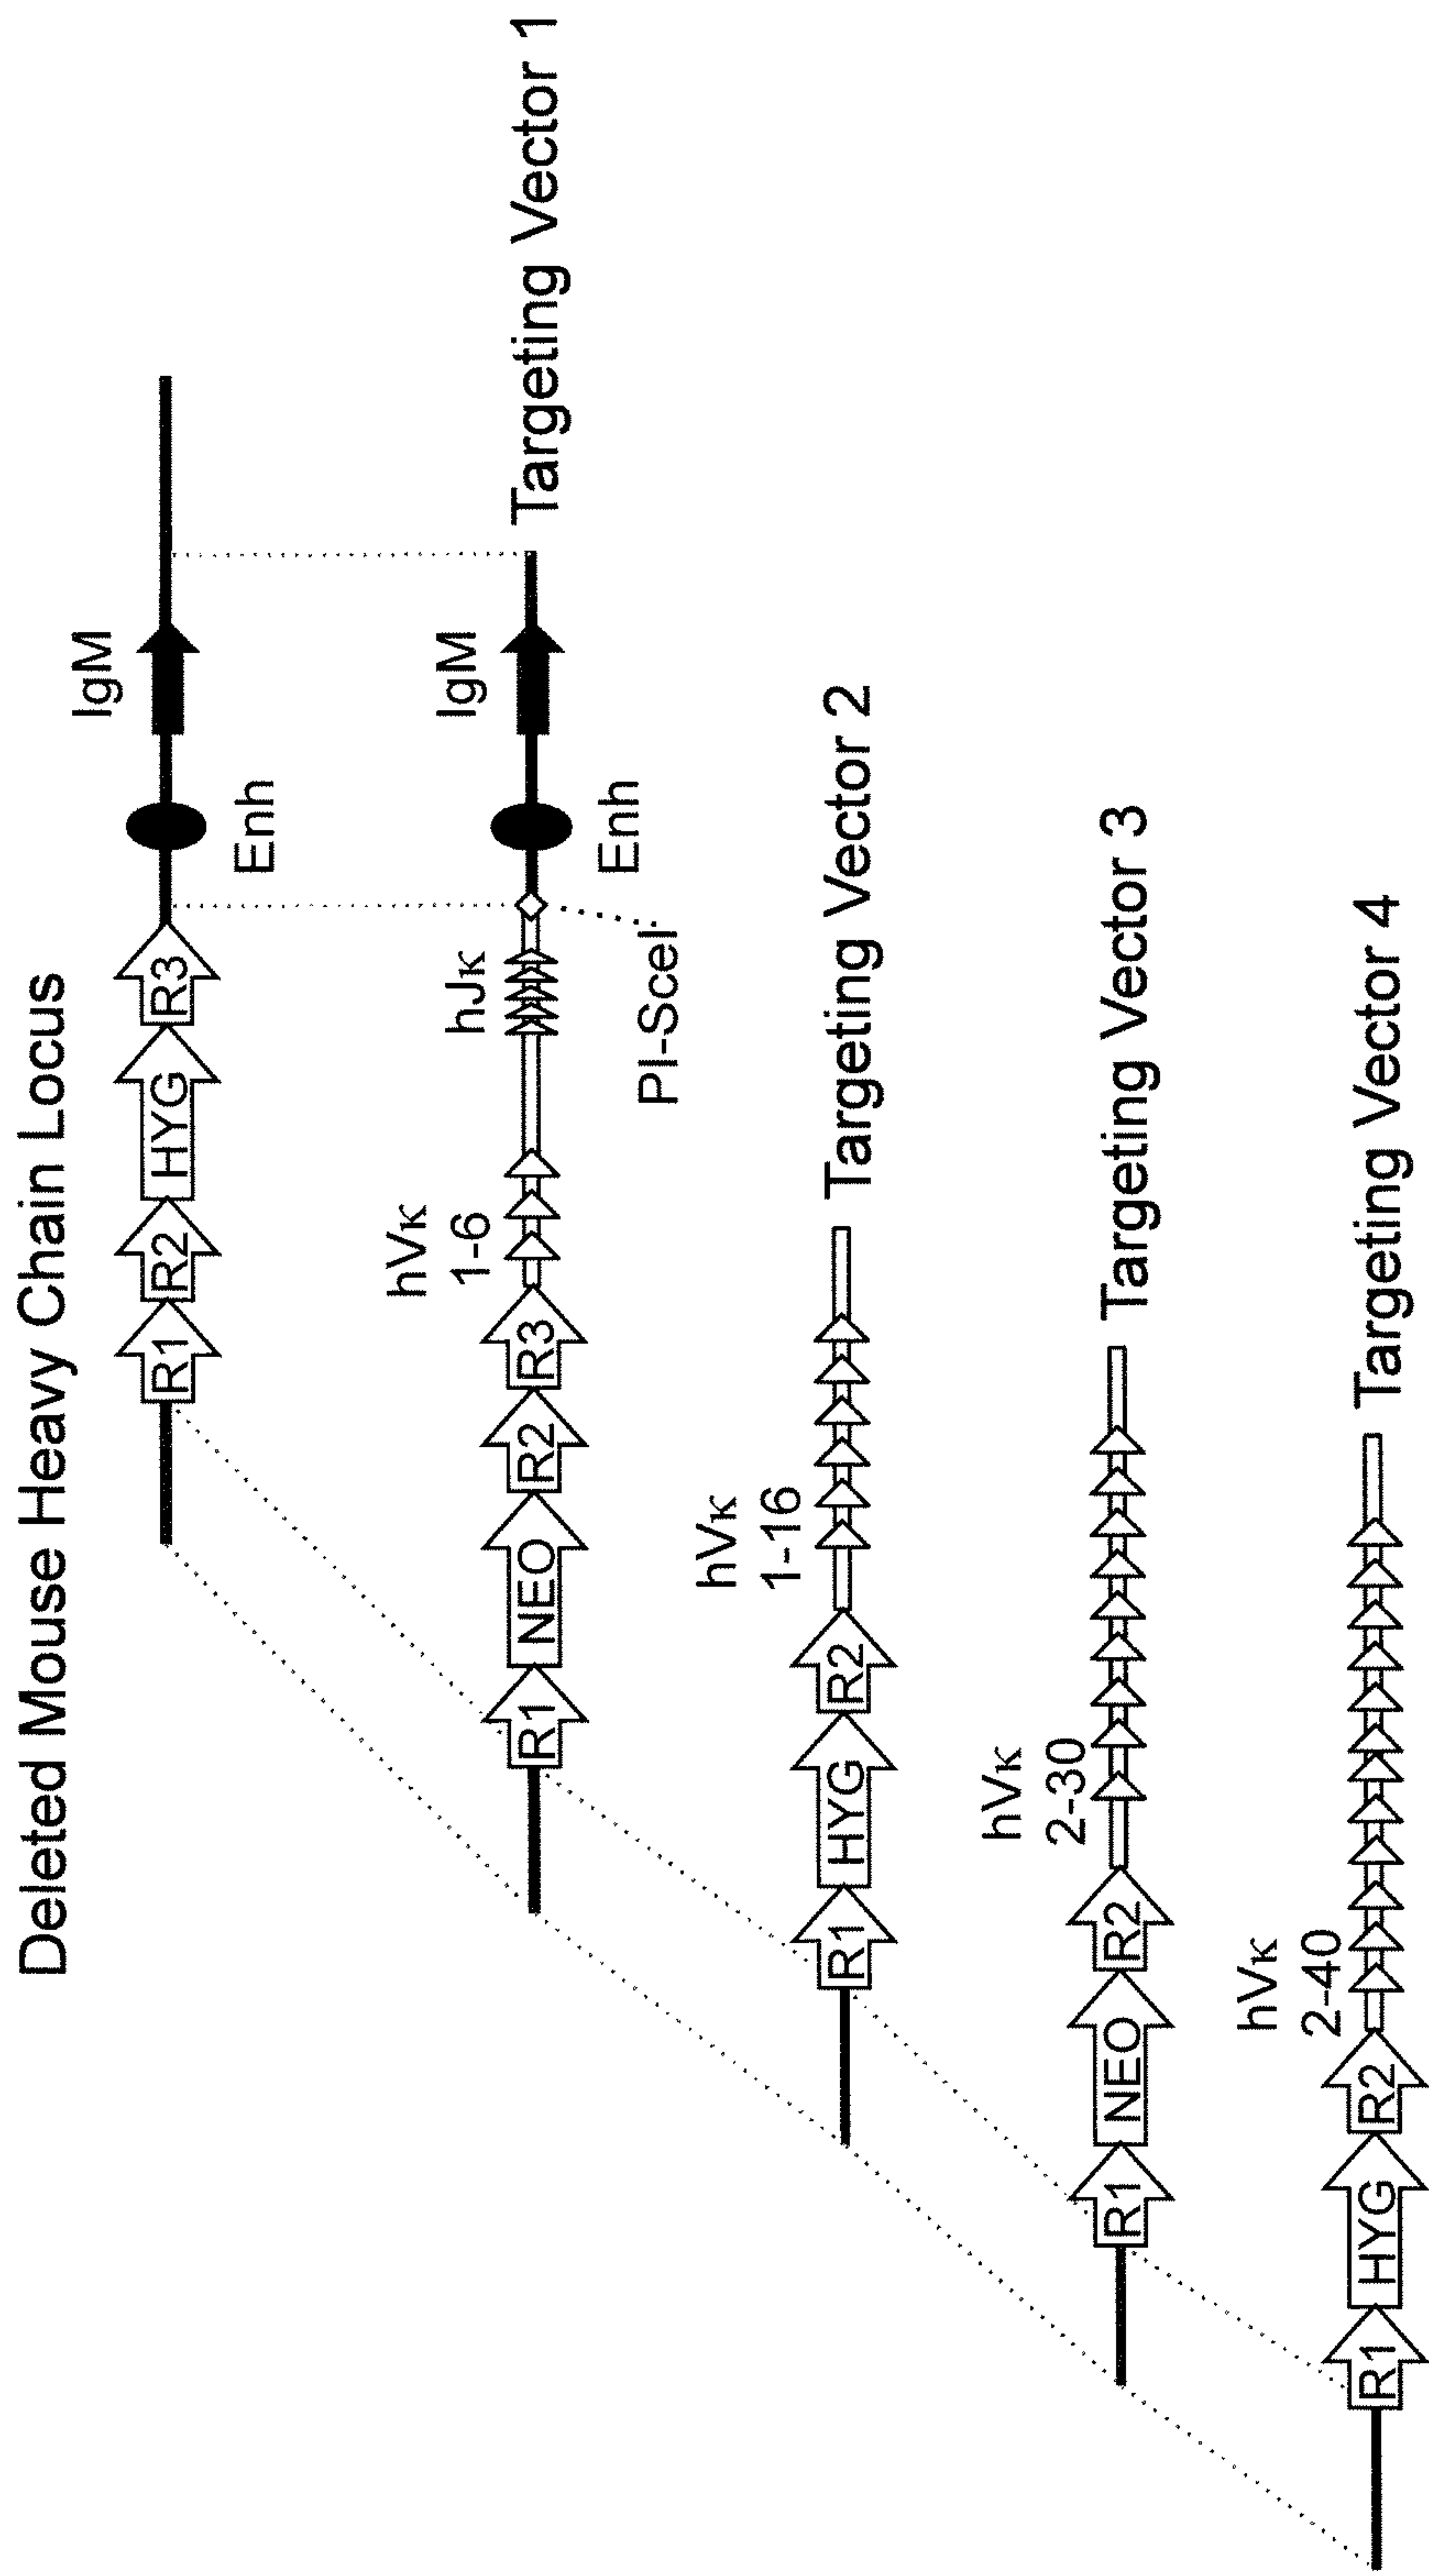 Deleted Mouse Heavy Chain Locus
R1 R2 HYG R3 IgM
Enh
hVκ
1-6
hJκ
IgM
R1 NEO R2 R3
Targeting Vector 1
Enh
PI-SceI
hVκ
1-16
R1 HYG R2
Targeting Vector 2
hVκ
2-30
R1 NEO R2
Targeting Vector 3
hVκ
2-40
R1 HYG R2
Targeting Vector 4